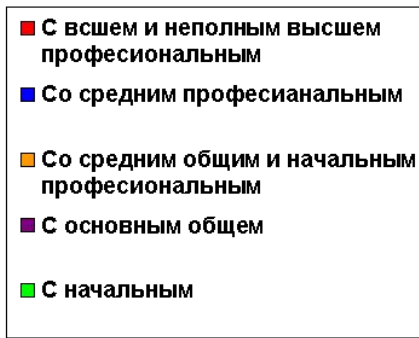 С всшем и неполным высшем
професиональным
Со средним професианальным
Со средним общим и начальным
професиональным
С основным общем
С начальным